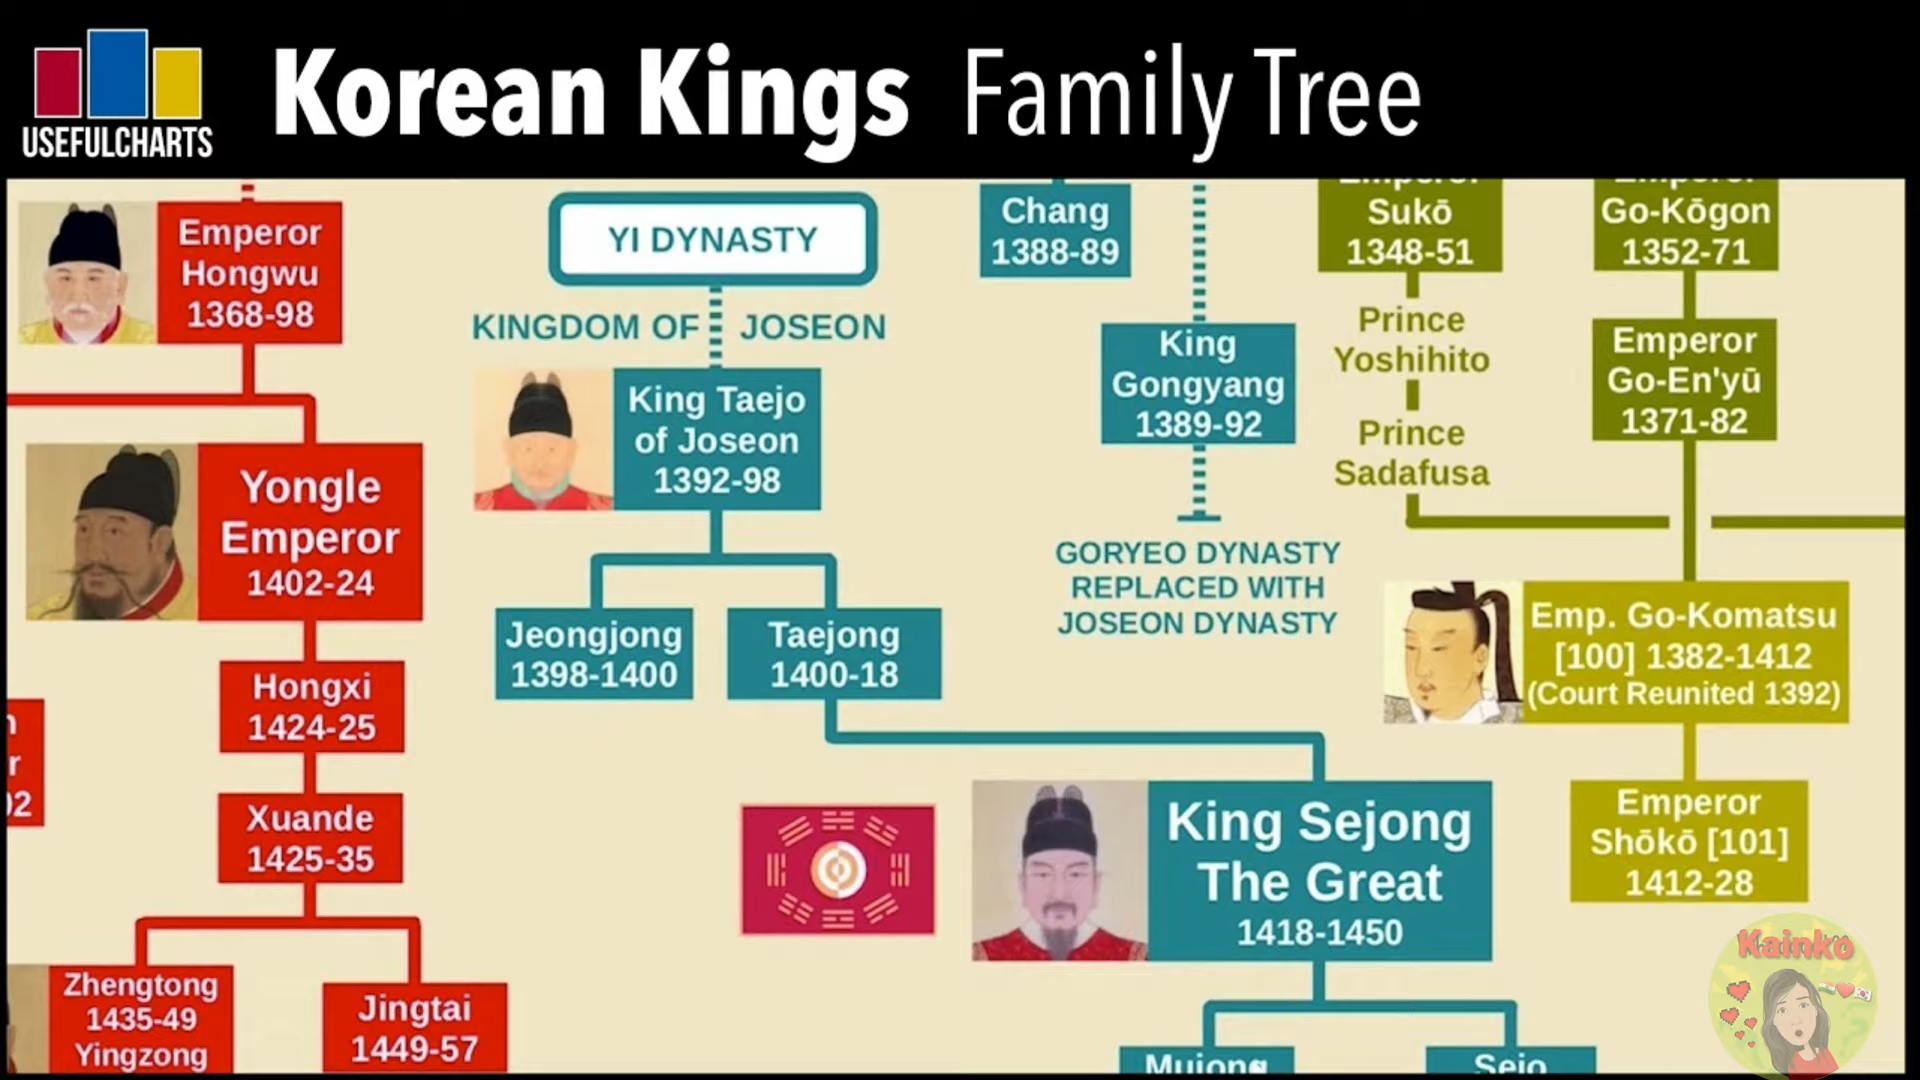 USEFULCHARTS
Korean Kings Family Tree
Emperor
Hongwu
1368-98
YI DYNASTY
KINGDOM OF JOSEON
King Taejo
of Joseon
1392-98
Chang
1388-89
King
Gongyang
1389-92
GORYEO DYNASTY
REPLACED WITH
JOSEON DYNASTY
Emperor
Sukō
1348-51
Prince
Yoshihito
Prince
Sadafusa
Emperor
Go-Kōgon
1352-71
Emperor
Go-En'yū
1371-82
Yongle
Emperor
1402-24
Jeongjong
1398-1400
Taejong
1400-18
Emp. Go-Komatsu
[100] 1382-1412
(Court Reunited 1392)
Hongxi
1424-25
Xuande
1425-35
King Sejong
The Great
1418-1450
Emperor
Shōkō [101]
1412-28
Zhengtong
1435-49
Yingzong
Jingtai
1449-57
Munjong
Sejo
Kainko